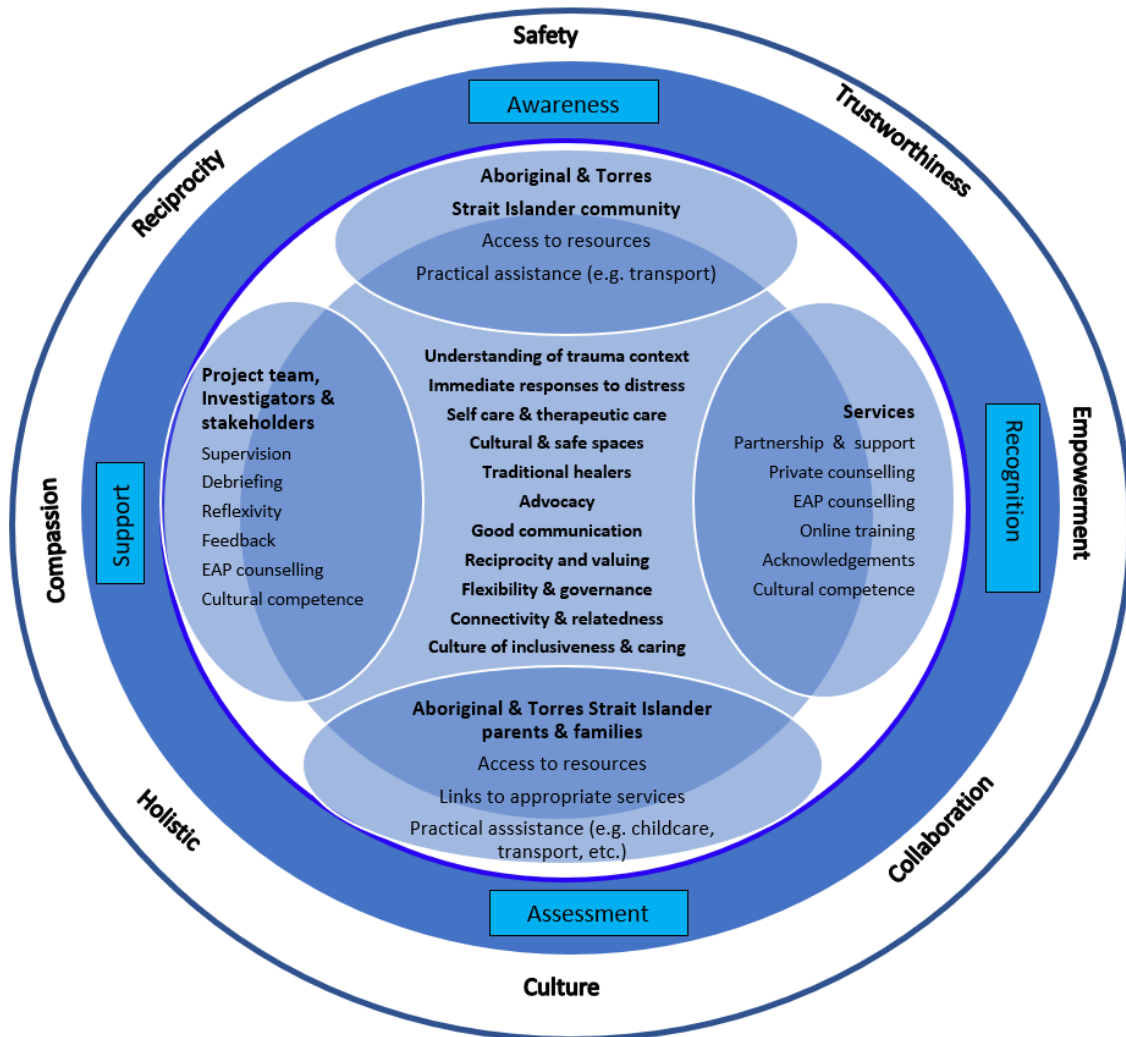 Safety
Trustworthiness
Empowerment
Collaboration
Culture
Holistic
Compassion
Reciprocity
Awareness
Recognition
Assessment
Support
Aboriginal & Torres
Strait Islander community
Access to resources
Practical assistance (e.g. transport)
Project team,
Investigators &
stakeholders
Supervision
Debriefing
Reflexivity
Feedback
EAP counselling
Cultural competence
Understanding of trauma context
Immediate responses to distress
Self care & therapeutic care
Cultural & safe spaces
Traditional healers
Advocacy
Good communication
Reciprocity and valuing
Flexibility & governance
Connectivity & relatedness
Culture of inclusiveness & caring
Services
Partnership & support
Private counselling
EAP counselling
Online training
Acknowledgements
Cultural competence
Aboriginal & Torres Strait Islander
parents & families
Access to resources
Links to appropriate services
Practical asssistance (e.g. childcare,
transport, etc.)